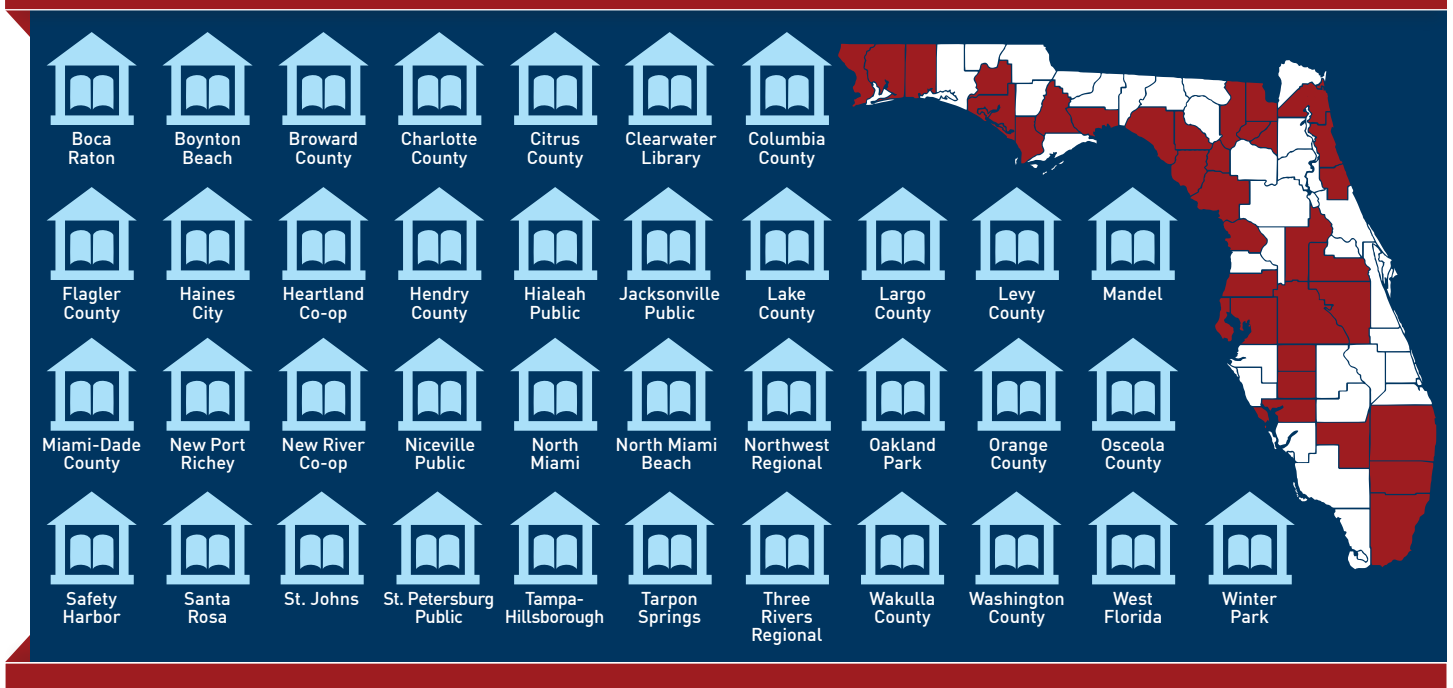 Boca
Raton
Boynton
Beach
Broward
County
Charlotte
County
Citrus
County
Clearwater
Library
Columbia
County
Flagler
County
Haines
City
Heartland
Co-op
Hendry
County
Hialeah
Public
Jacksonville
Public
Lake
County
Largo
County
Levy
County
Mandel
Miami-Dade
County
New Port
Richey
New River
Co-op
Niceville
Public
North
Miami
North Miami
Beach
Northwest
Regional
Oakland
Park
Orange
County
Osceola
County
Safety
Harbor
Santa
Rosa
St. Johns
St. Petersburg
Public
Tampa-
Hillsborough
Tarpon
Springs
Three
Rivers
Regional
Wakulla
County
Washington
County
West
Florida
Winter
Park